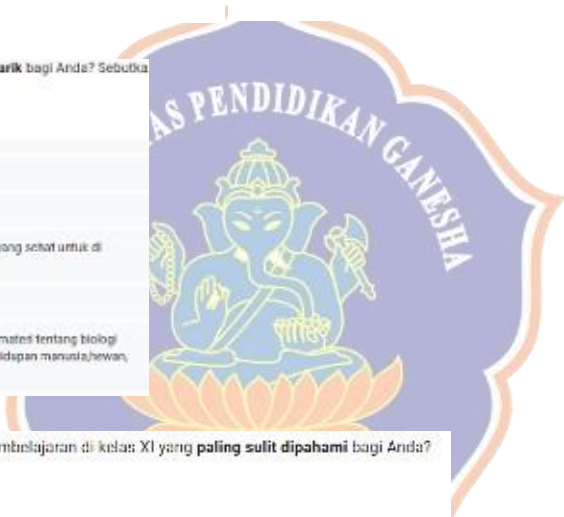 arik bagi Anda? Sebutka
AS PENDIDIKAN GANESHA
yang sehat untuk di
materi tentang biologi
idupan manusia,hewan,
mbelajaran di kelas XI yang paling sulit dipahami bagi Anda?